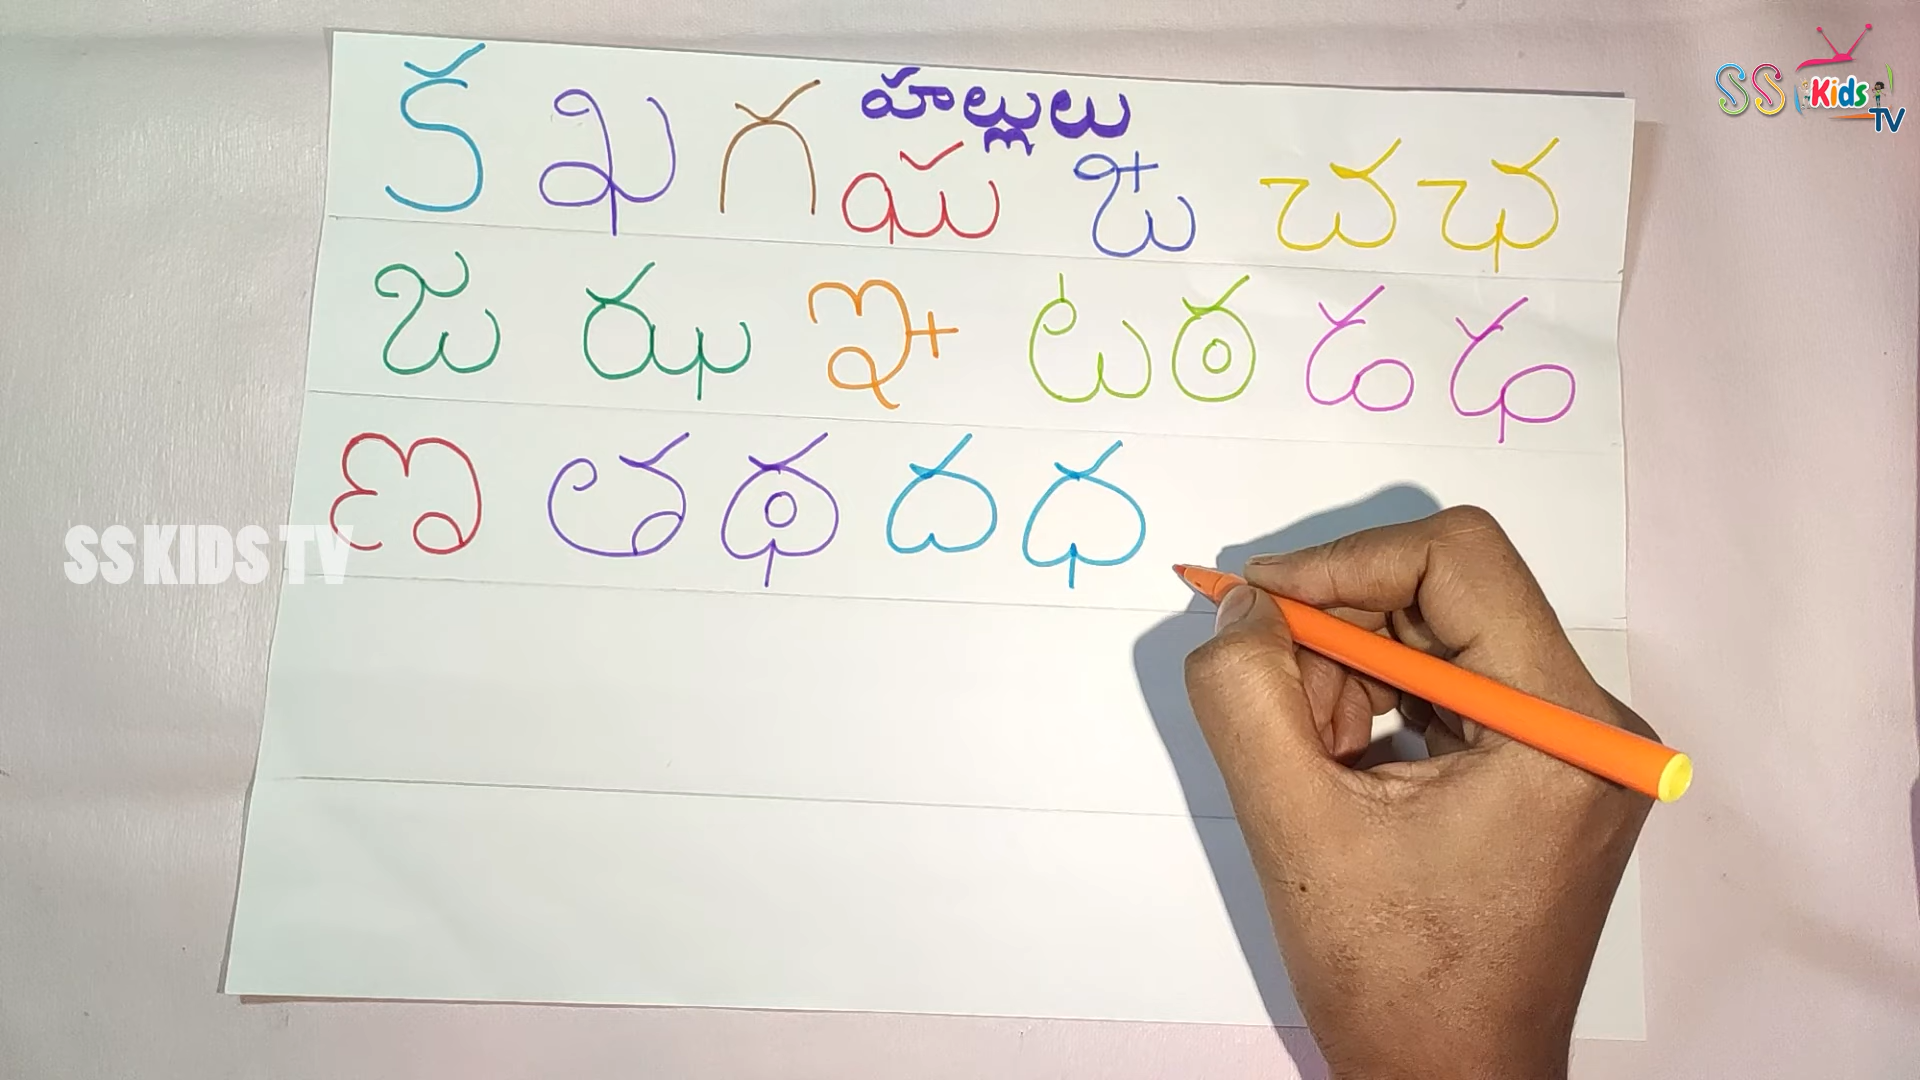 హల్లులు
క ఖ గ ఘ ఙ చ ఛ
జ ఝ ఞ ట ఠ డ ఢ
ణ త థ ద ధ
SS KIDS TV
SS Kids TV